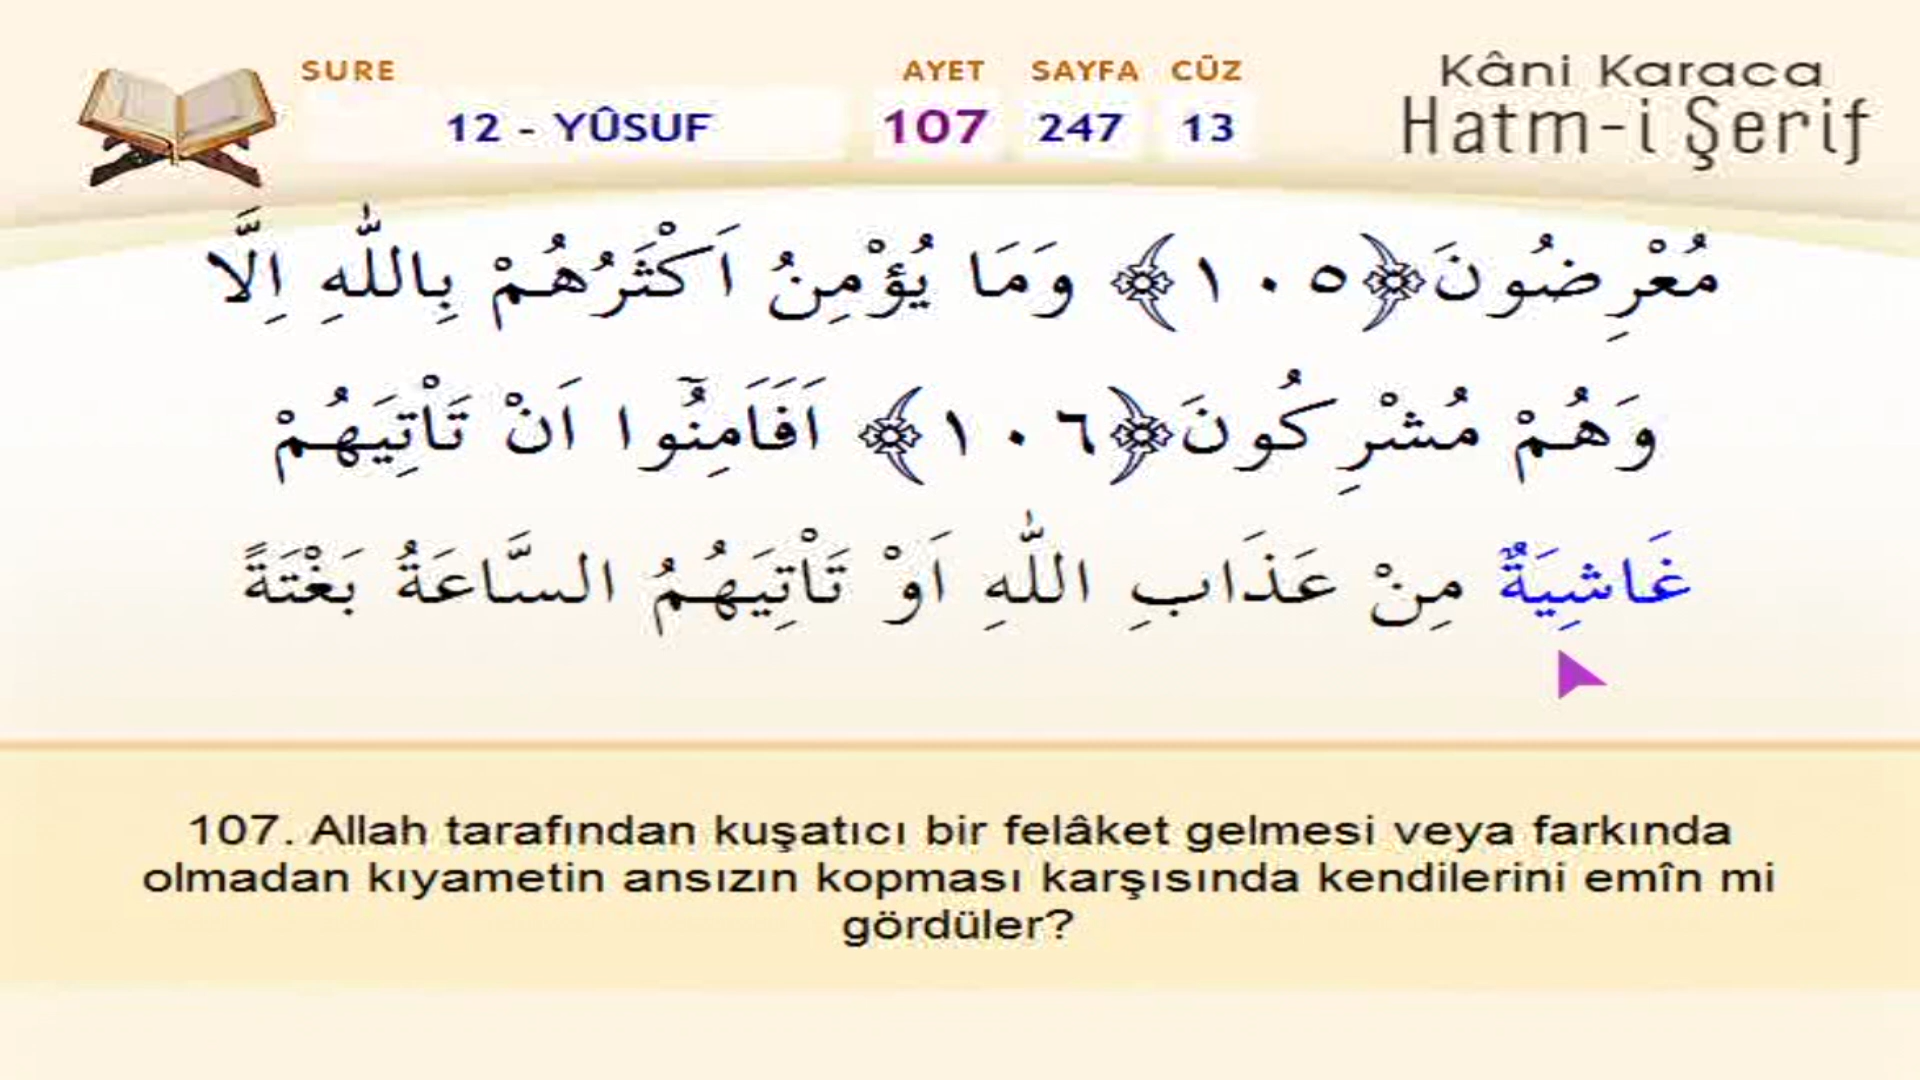 SURE AYET SAYFA CÜZ
12 - YÛSUF 107 247 13
Kâni Karaca
Hatm-i Şerif
مُعْرِضُونَ﴿١٠٥﴾ وَمَا يُؤْمِنُ اَكْثَرُهُمْ بِاللّٰهِ اِلَّا
وَهُمْ مُشْرِكُونَ﴿١٠٦﴾ اَفَاَمِنُٓوا اَنْ تَاْتِيَهُمْ
غَاشِيَةٌ مِنْ عَذَابِ اللّٰهِ اَوْ تَاْتِيَهُمُ السَّاعَةُ بَغْتَةً
107. Allah tarafından kuşatıcı bir felâket gelmesi veya farkında
olmadan kıyametin ansızın kopması karşısında kendilerini emîn mi
gördüler?